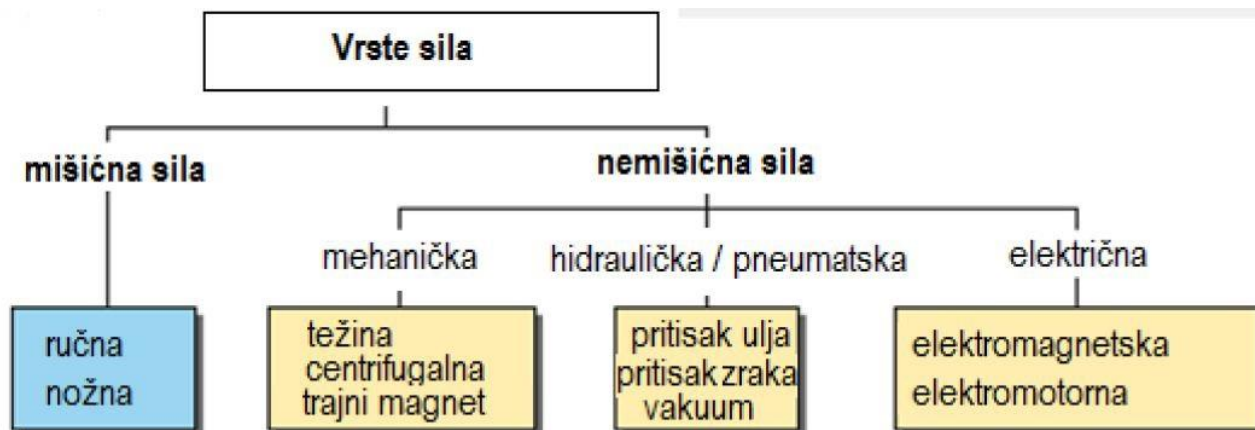 Vrste sila
mišićna sila
nemišićna sila
mehanička
hidraulička / pneumatska
električna
ručna
nožna
težina
centrifugalna
trajni magnet
pritisak ulja
pritisak zraka
vakuum
elektromagnetska
elektromotorna